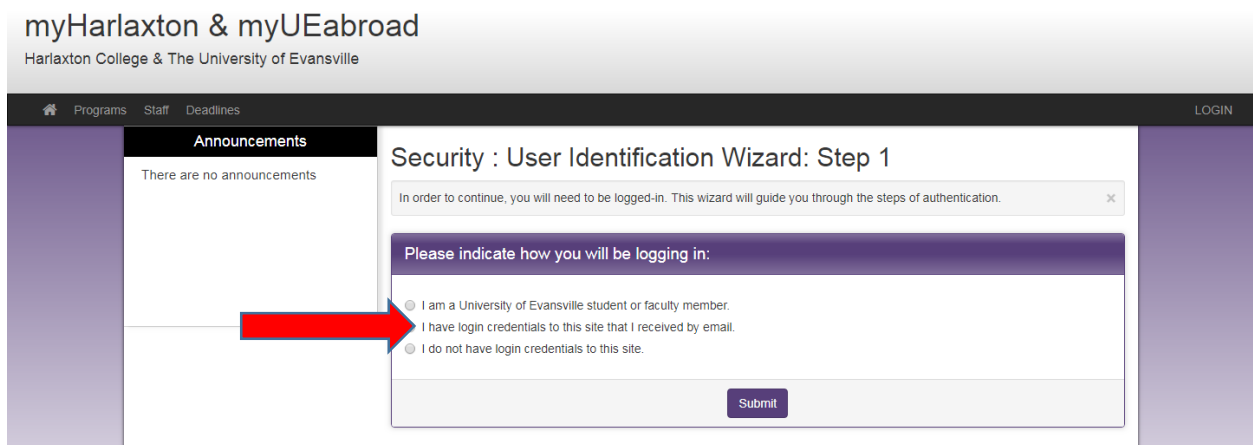 myHarlaxton & myUEabroad
Harlaxton College & The University of Evansville
Programs Staff Deadlines LOGIN
Announcements
There are no announcements
Security : User Identification Wizard: Step 1
In order to continue, you will need to be logged-in. This wizard will guide you through the steps of authentication. ×
Please indicate how you will be logging in:
I am a University of Evansville student or faculty member.
I have login credentials to this site that I received by email.
I do not have login credentials to this site.
Submit